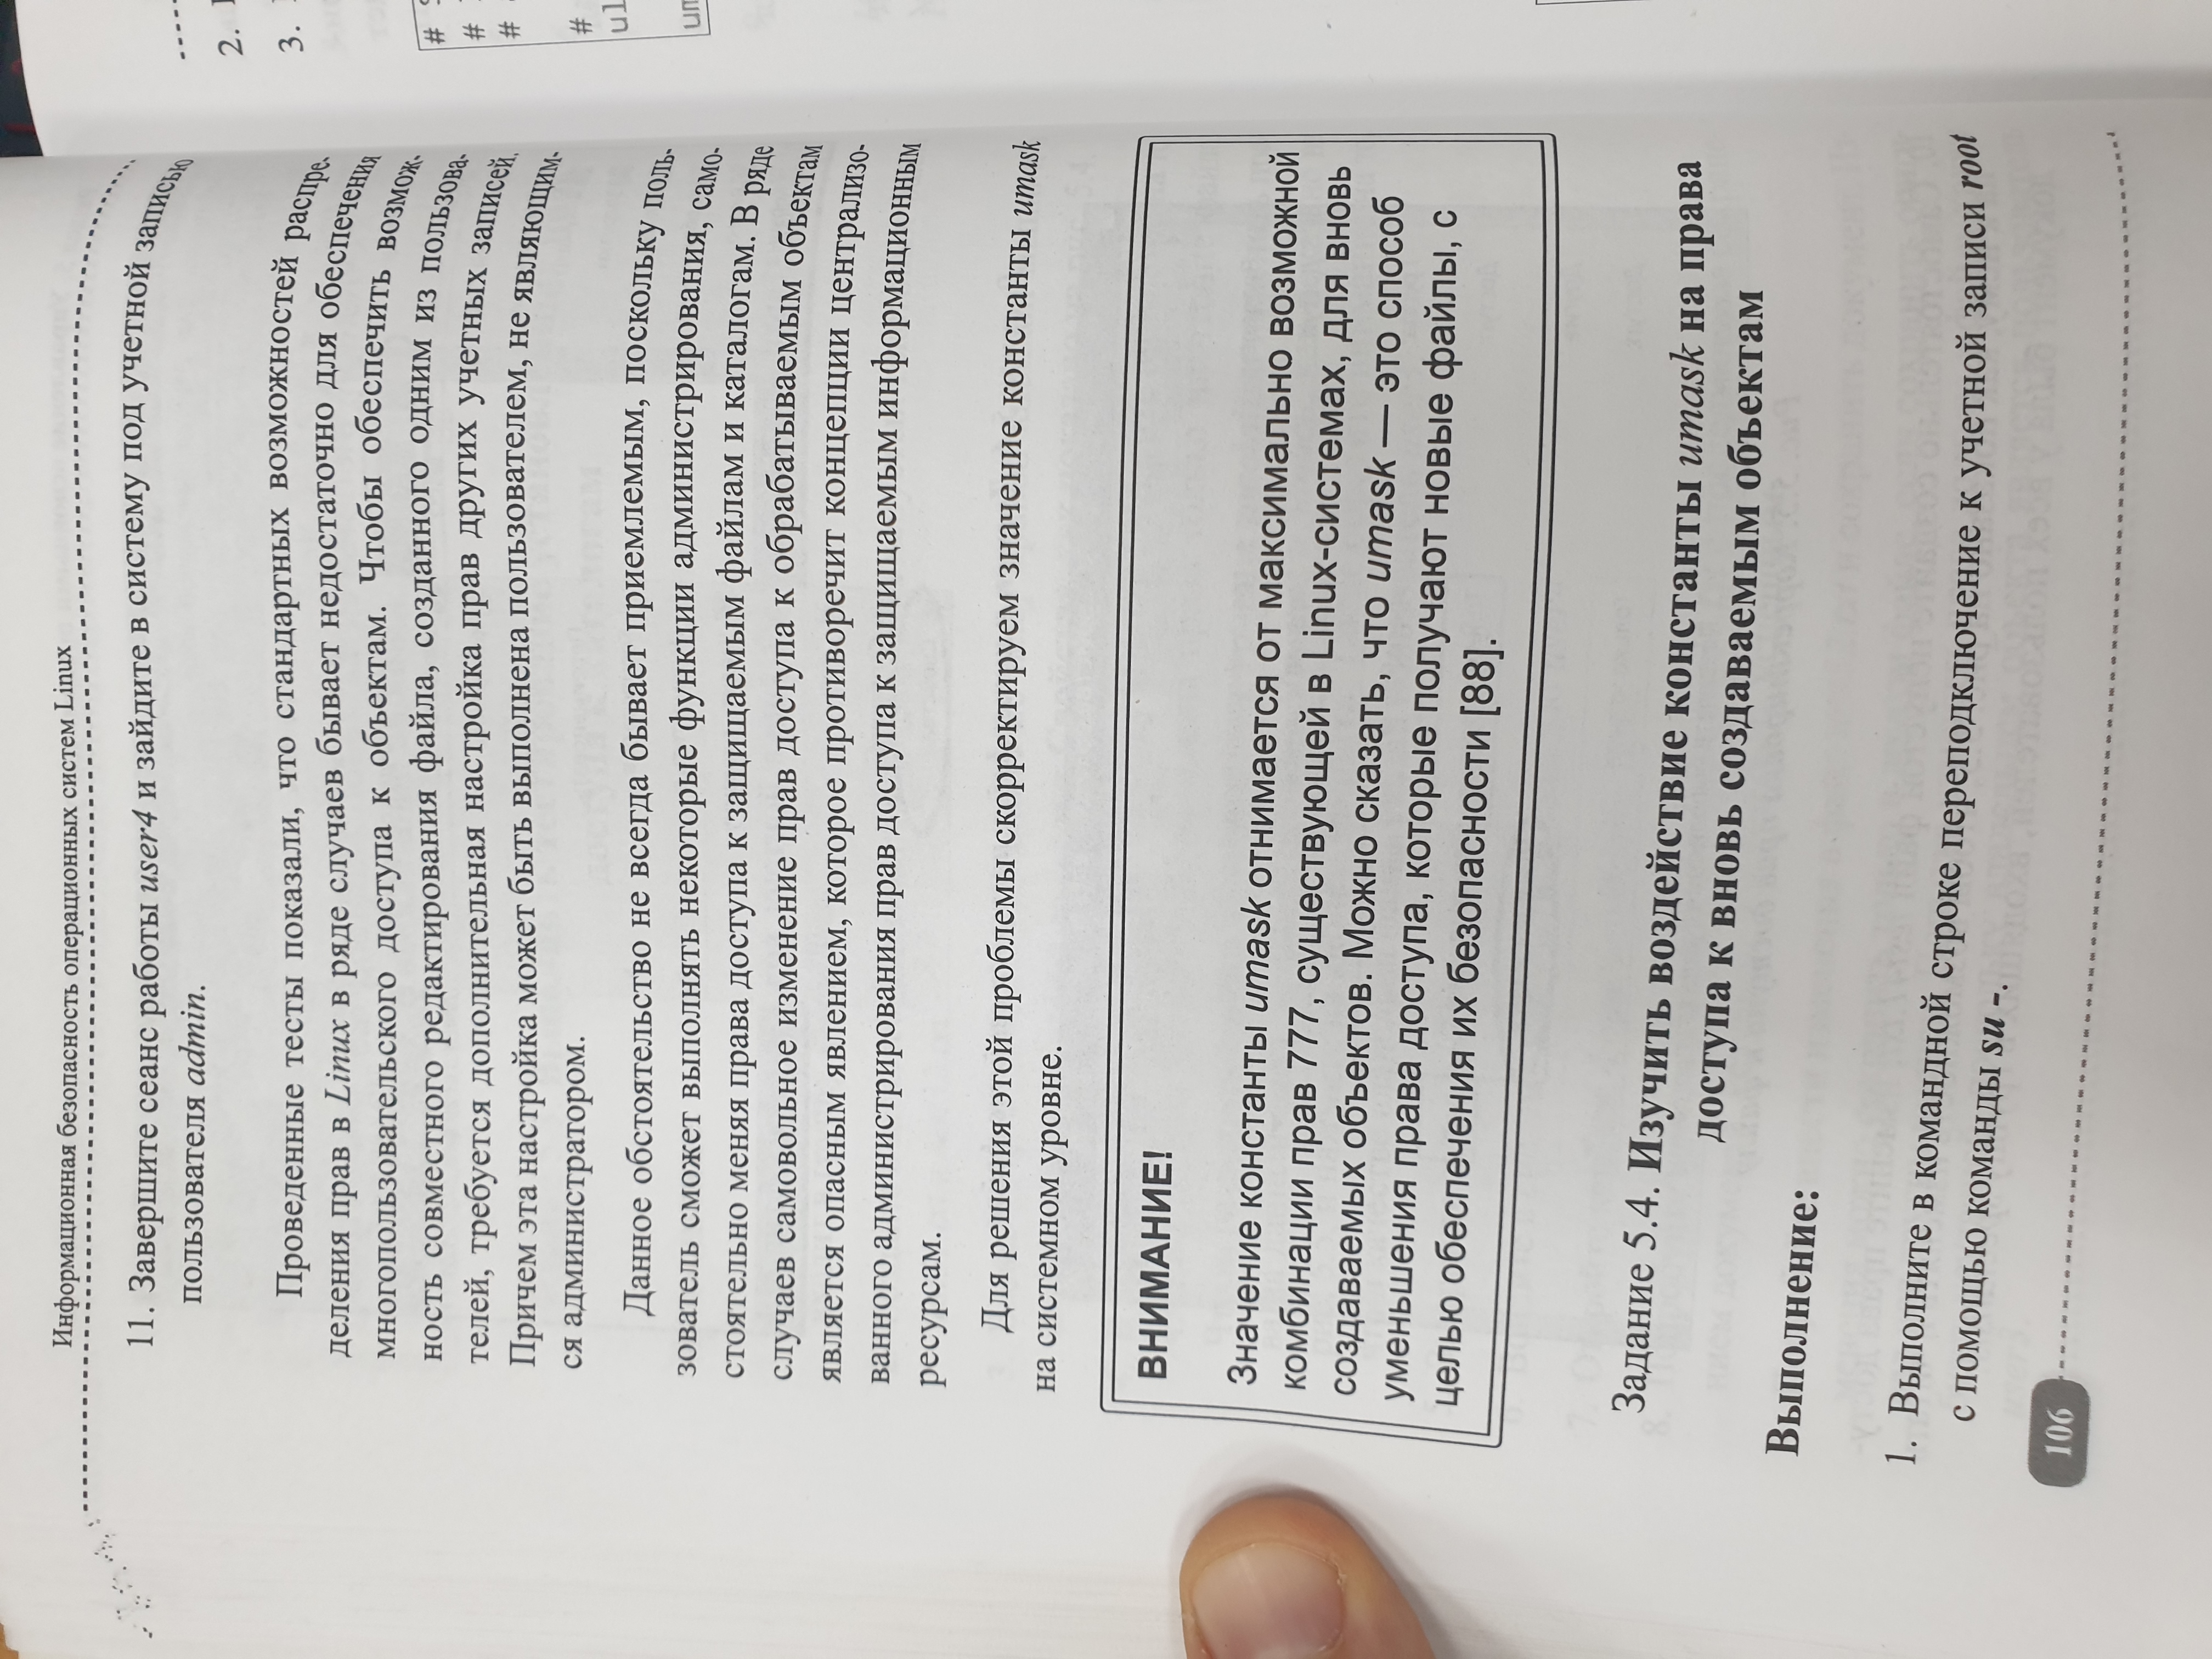 Информационная безопасность операционных систем Linux
11. Завершите сеанс работы user4 и зайдите в систему под учетной записью
пользователя admin.
Проведенные тесты показали, что стандартных возможностей распре-
деления прав в Linux в ряде случаев бывает недостаточно для обеспечения
многопользовательского доступа к объектам. Чтобы обеспечить возмож-
ность совместного редактирования файла, созданного одним из пользова-
телей, требуется дополнительная настройка прав других учетных записей.
Причем эта настройка может быть выполнена пользователем, не являющим-
ся администратором.
Данное обстоятельство не всегда бывает приемлемым, поскольку поль-
зователь сможет выполнять некоторые функции администрирования, само-
стоятельно меняя права доступа к защищаемым файлам и каталогам. В ряде
случаев самовольное изменение прав доступа к обрабатываемым объектам
является опасным явлением, которое противоречит концепции централизо-
ванного администрирования прав доступа к защищаемым информационным
ресурсам.
Для решения этой проблемы скорректируем значение константы umask
на системном уровне.
ВНИМАНИЕ!
Значение константы umask отнимается от максимально возможной
комбинации прав 777, существующей в Linux-системах, для вновь
создаваемых объектов. Можно сказать, что umask — это способ
уменьшения права доступа, которые получают новые файлы, с
целью обеспечения их безопасности [88].
Задание 5.4. Изучить воздействие константы umask на права
доступа к вновь создаваемым объектам
Выполнение:
1. Выполните в командной строке переподключение к учетной записи root
с помощью команды su -.
106
2.
3.
#
#
#
#